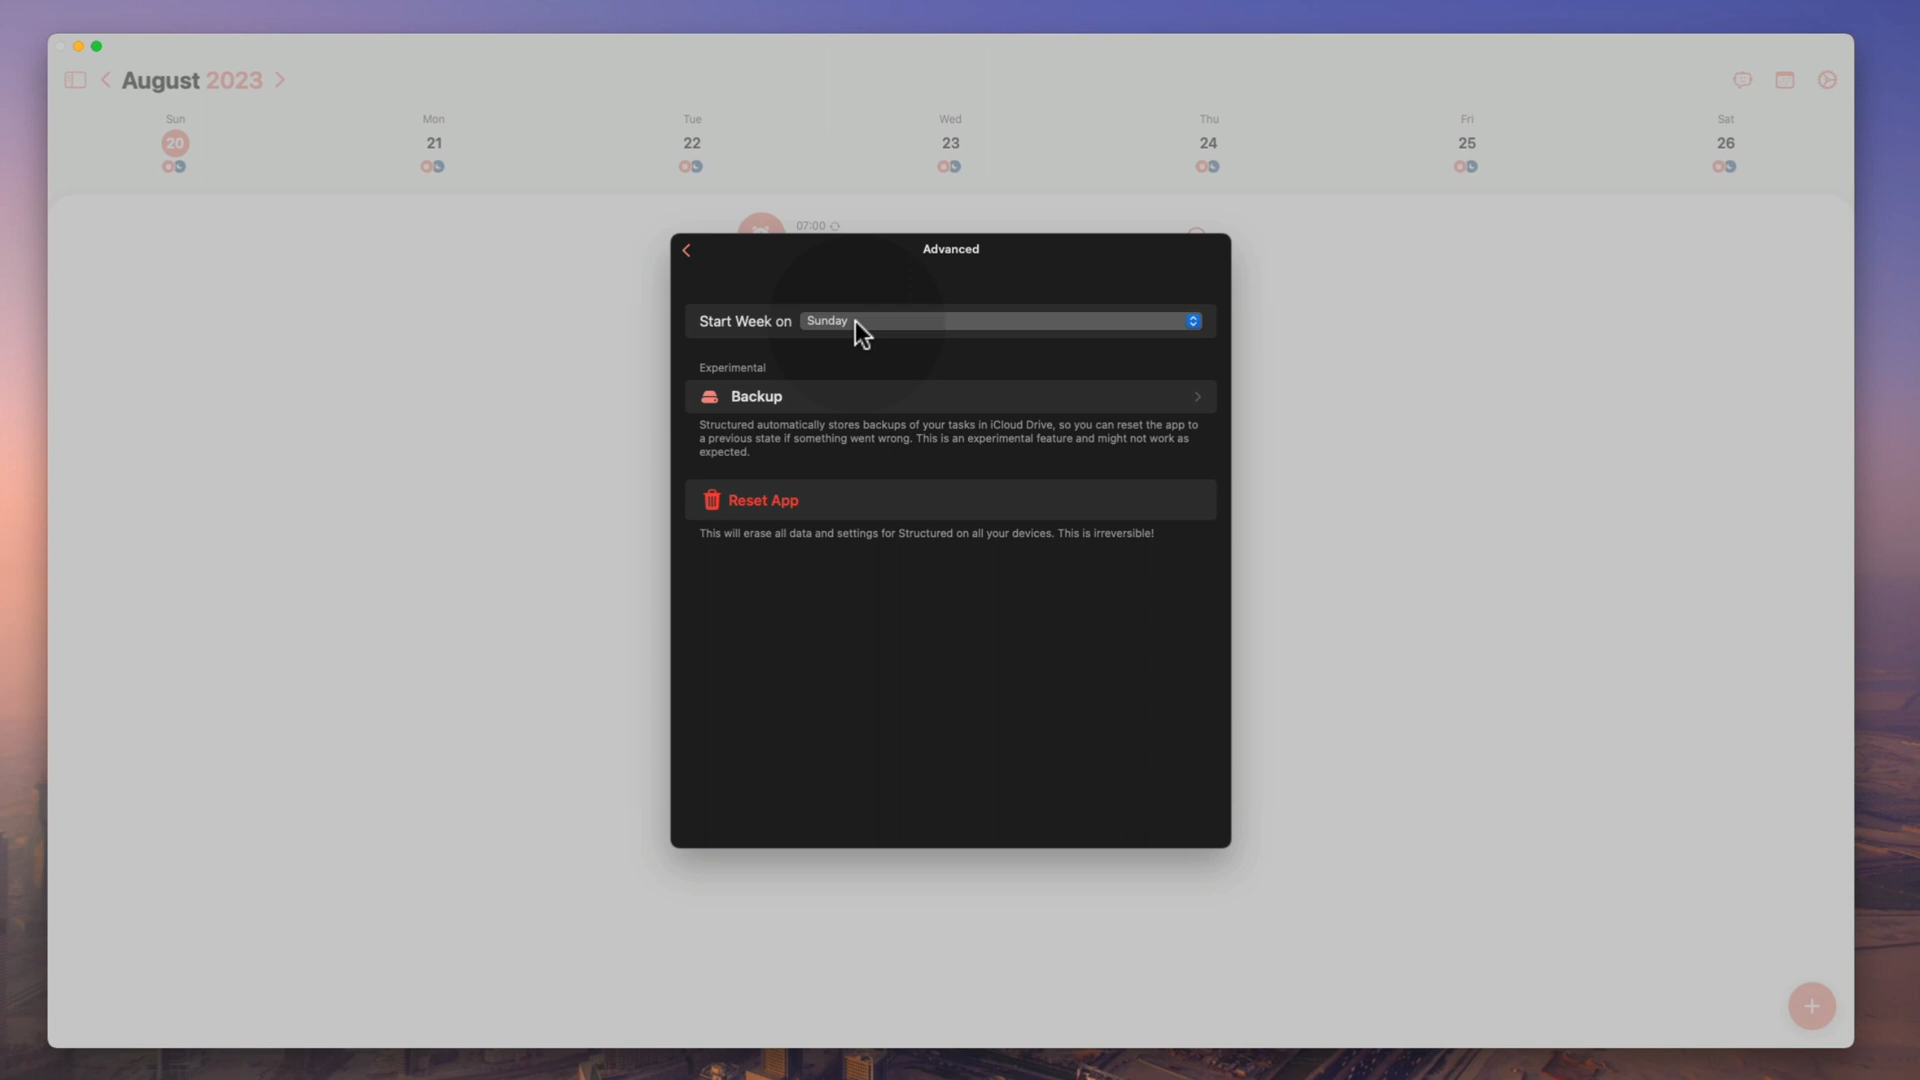 August 2023
Sun Mon Tue Wed Thu Fri Sat
20 21 22 23 24 25 26
07:00
Advanced
Start Week on Sunday
Experimental
Backup
Structured automatically stores backups of your tasks in iCloud Drive, so you can reset the app to
a previous state if something went wrong. This is an experimental feature and might not work as
expected.
Reset App
This will erase all data and settings for Structured on all your devices. This is irreversible!